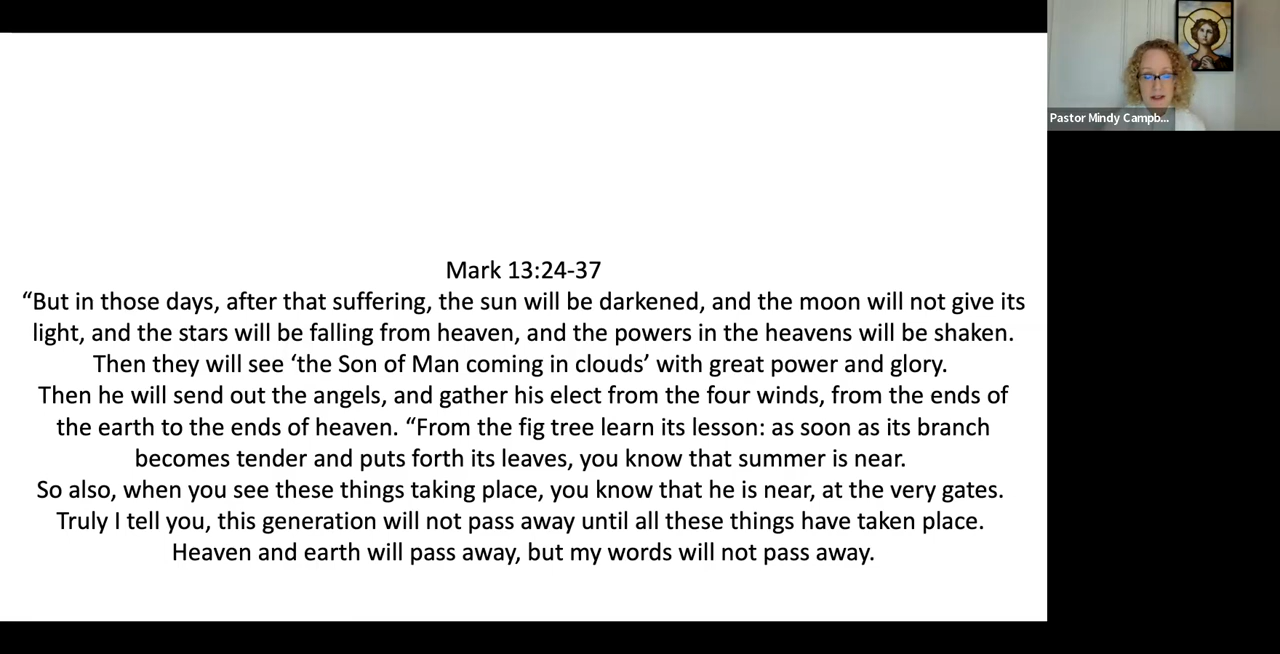 Mark 13:24-37
“But in those days, after that suffering, the sun will be darkened, and the moon will not give its
light, and the stars will be falling from heaven, and the powers in the heavens will be shaken.
Then they will see ‘the Son of Man coming in clouds’ with great power and glory.
Then he will send out the angels, and gather his elect from the four winds, from the ends of
the earth to the ends of heaven. “From the fig tree learn its lesson: as soon as its branch
becomes tender and puts forth its leaves, you know that summer is near.
So also, when you see these things taking place, you know that he is near, at the very gates.
Truly I tell you, this generation will not pass away until all these things have taken place.
Heaven and earth will pass away, but my words will not pass away.
Pastor Mindy Campb...